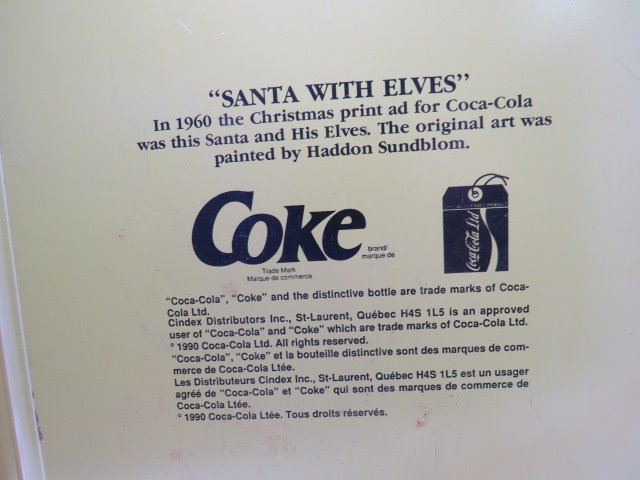 “SANTA WITH ELVES”
In 1960 the Christmas print ad for Coca-Cola
was this Santa and His Elves. The original art was
painted by Haddon Sundblom.
Coke
brand/
marque de
Trade Mark
Marque de commerce
Coca-Cola Ltd
“Coca-Cola”, “Coke” and the distinctive bottle are trade marks of Coca-
Cola Ltd.
Cindex Distributors Inc., St-Laurent, Québec H4S 1L5 is an approved
user of “Coca-Cola” and “Coke” which are trade marks of Coca-Cola Ltd.
© 1990 Coca-Cola Ltd. All rights reserved.
“Coca-Cola”, “Coke” et la bouteille distinctive sont des marques de com-
merce de Coca-Cola Ltée.
Les Distributeurs Cindex Inc., St-Laurent, Québec H4S 1L5 est un usager
agréé de “Coca-Cola” et “Coke” qui sont des marques de commerce de
Coca-Cola Ltée.
© 1990 Coca-Cola Ltée. Tous droits réservés.